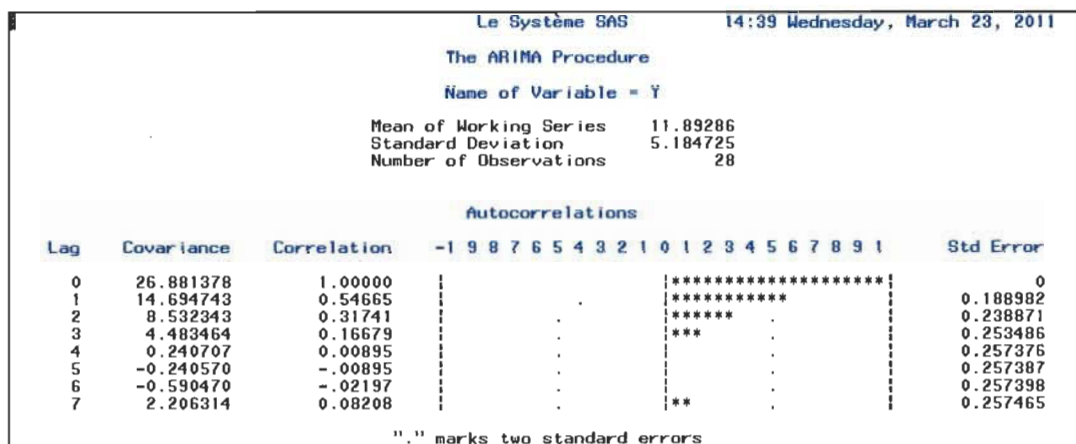 Le Système SAS 14:39 Wednesday, March 23, 2011
The ARIMA Procedure
Name of Variable = Y
Mean of Working Series 11.89286
Standard Deviation 5.184725
Number of Observations 28
Autocorrelations
Lag Covariance Correlation -1 9 8 7 6 5 4 3 2 1 0 1 2 3 4 5 6 7 8 9 1 Std Error
0 26.881378 1.00000 | |********************| 0
1 14.694743 0.54665 | . |*********** | 0.188982
2 8.532343 0.31741 | . |****** . | 0.238871
3 4.483464 0.16679 | . |*** . | 0.253486
4 0.240707 0.00895 | . | . | 0.257376
5 -0.240570 -.00895 | . | . | 0.257387
6 -0.590470 -.02197 | . | . | 0.257398
7 2.206314 0.08208 | . |** . | 0.257465
"." marks two standard errors